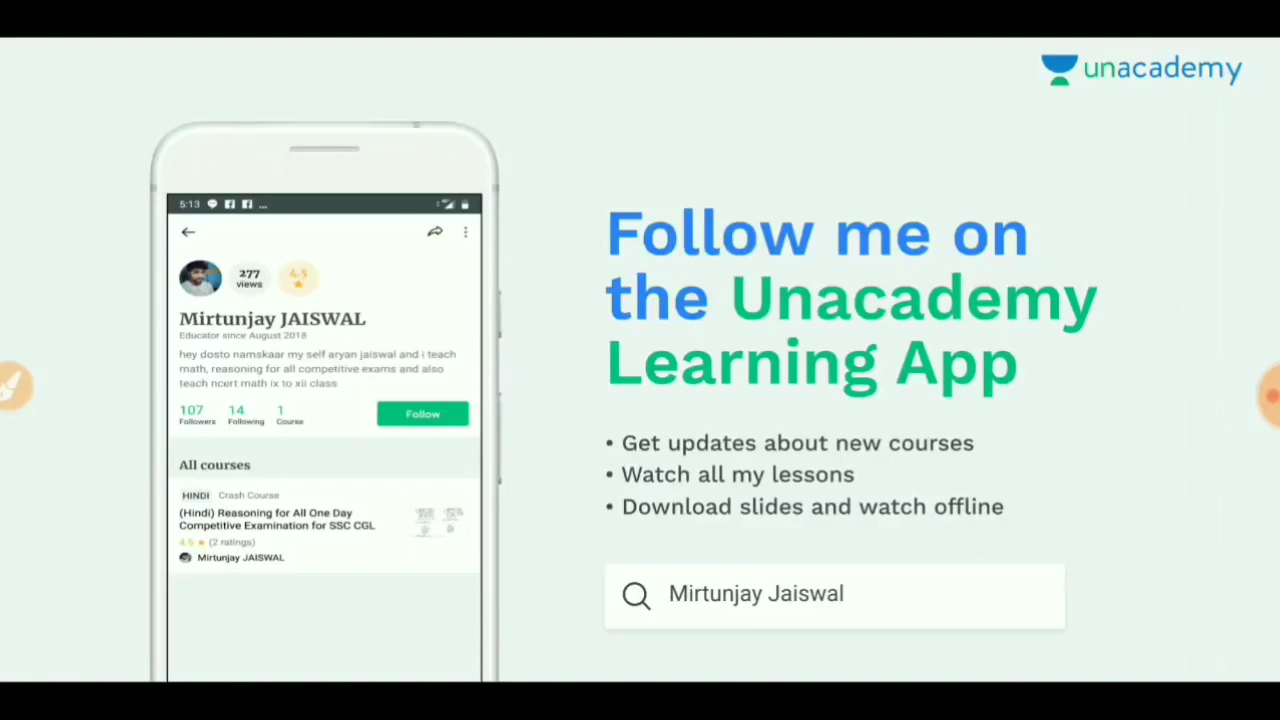 unacademy
5:13
...
277
views
4.5
Mirtunjay JAISWAL
Educator since August 2018
hey dosto namskaar my self aryan jaiswal and i teach
math, reasoning for all competitive exams and also
teach ncert math ix to xii class
107 14 1
Followers Following Course
Follow
All courses
HINDI Crash Course
(Hindi) Reasoning for All One Day
Competitive Examination for SSC CGL
4.5 ★ (2 ratings)
Mirtunjay JAISWAL
Follow me on
the Unacademy
Learning App
• Get updates about new courses
• Watch all my lessons
• Download slides and watch offline
Mirtunjay Jaiswal